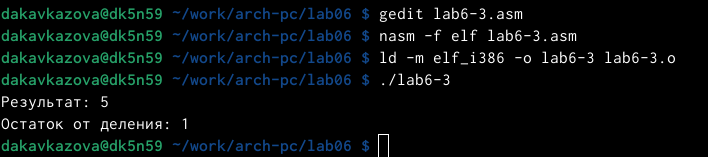 dakavkazova@dk5n59 ~/work/arch-pc/lab06 $ gedit lab6-3.asm
dakavkazova@dk5n59 ~/work/arch-pc/lab06 $ nasm -f elf lab6-3.asm
dakavkazova@dk5n59 ~/work/arch-pc/lab06 $ ld -m elf_i386 -o lab6-3 lab6-3.o
dakavkazova@dk5n59 ~/work/arch-pc/lab06 $ ./lab6-3
Результат: 5
Остаток от деления: 1
dakavkazova@dk5n59 ~/work/arch-pc/lab06 $